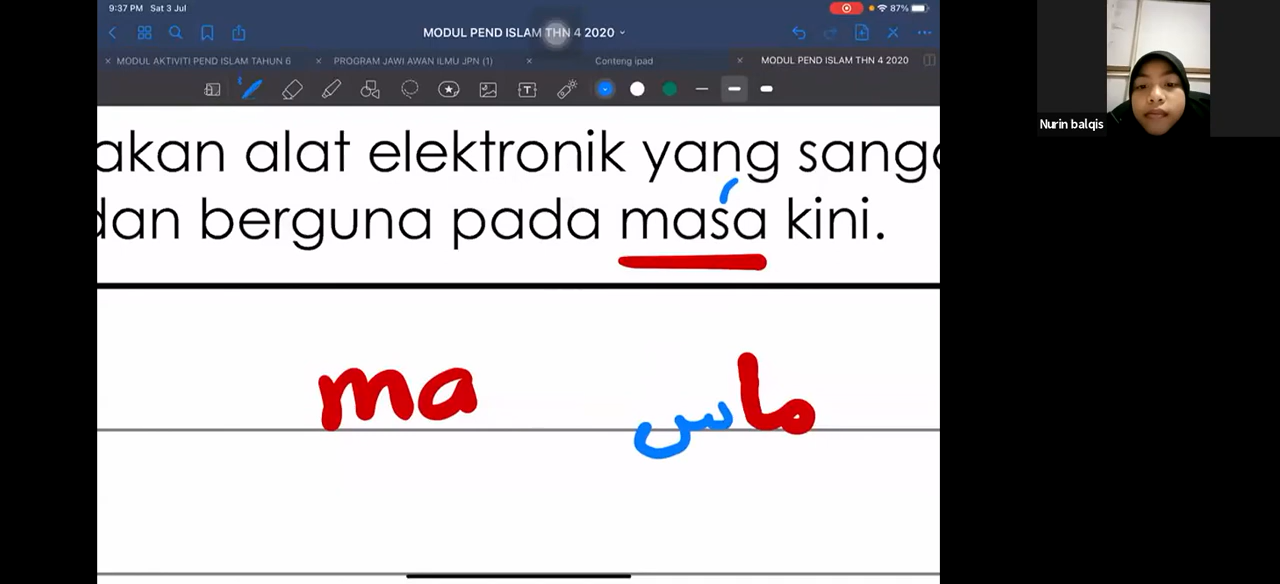 9:37 PM Sat 3 Jul
87%
MODUL PEND ISLAM THN 4 2020
MODUL AKTIVITI PEND ISLAM TAHUN 6
PROGRAM JAWI AWAN ILMU JPN (1)
Conteng ipad
MODUL PEND ISLAM THN 4 2020
Nurin balqis
akan alat elektronik yang sang
dan berguna pada masa kini.
ma ماس